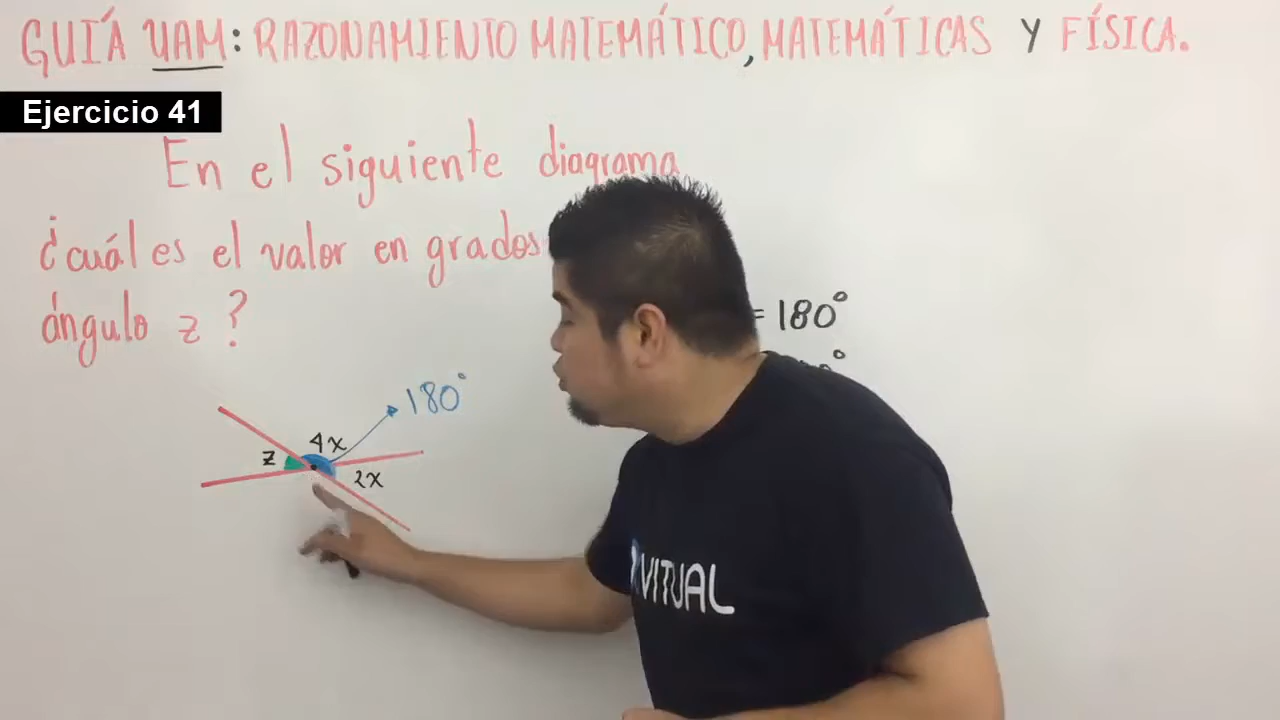 GUÍA UAM: RAZONAMIENTO MATEMÁTICO, MATEMÁTICAS Y FÍSICA.
Ejercicio 41
En el siguiente diagrama
¿cuál es el valor en grados
ángulo z ?
= 180°
180°
4x
z
2x
VITUAL